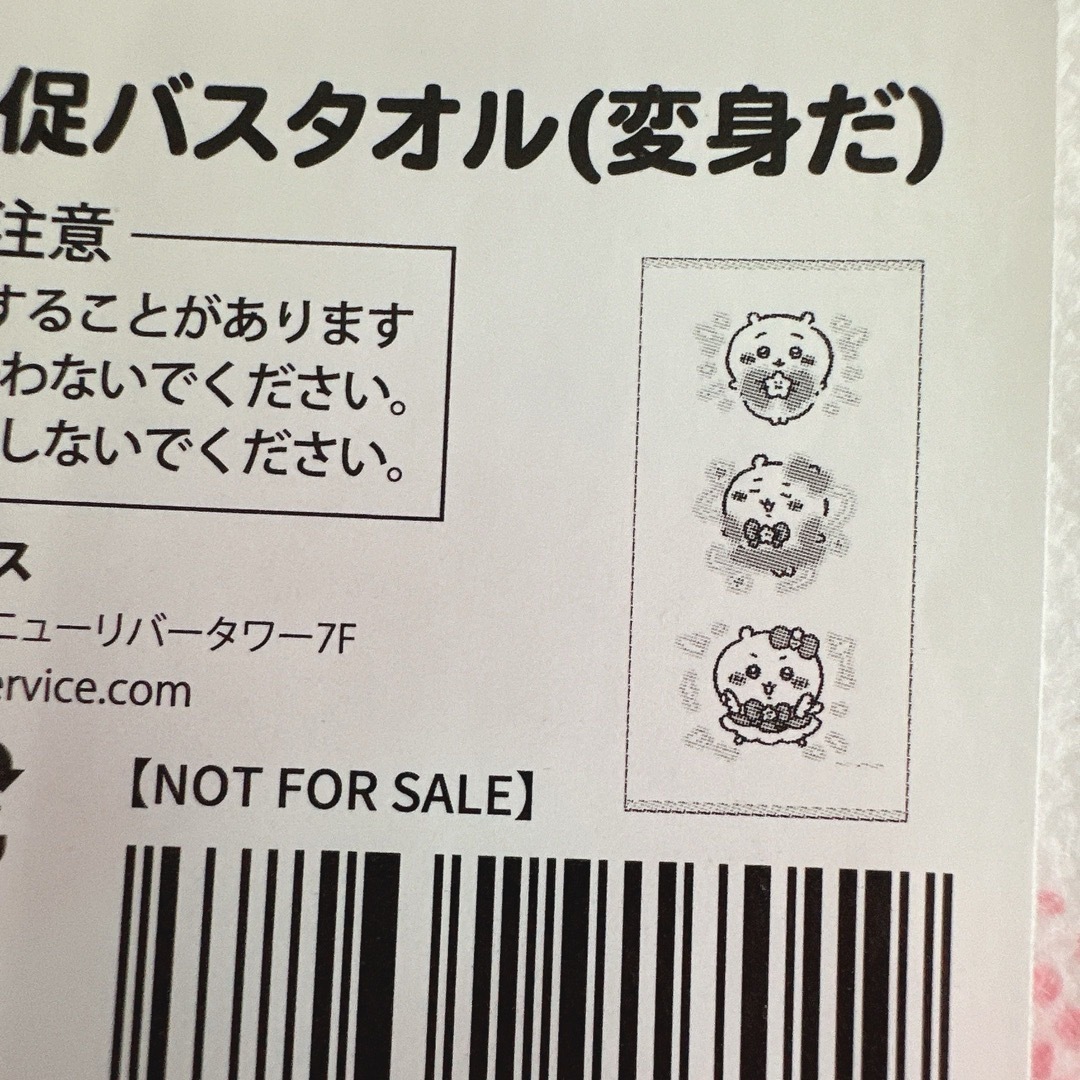 促バスタオル(変身だ)
注意
することがあります
わないでください。
しないでください。
ス
ニューリバータワー7F
ervice.com
【NOT FOR SALE】